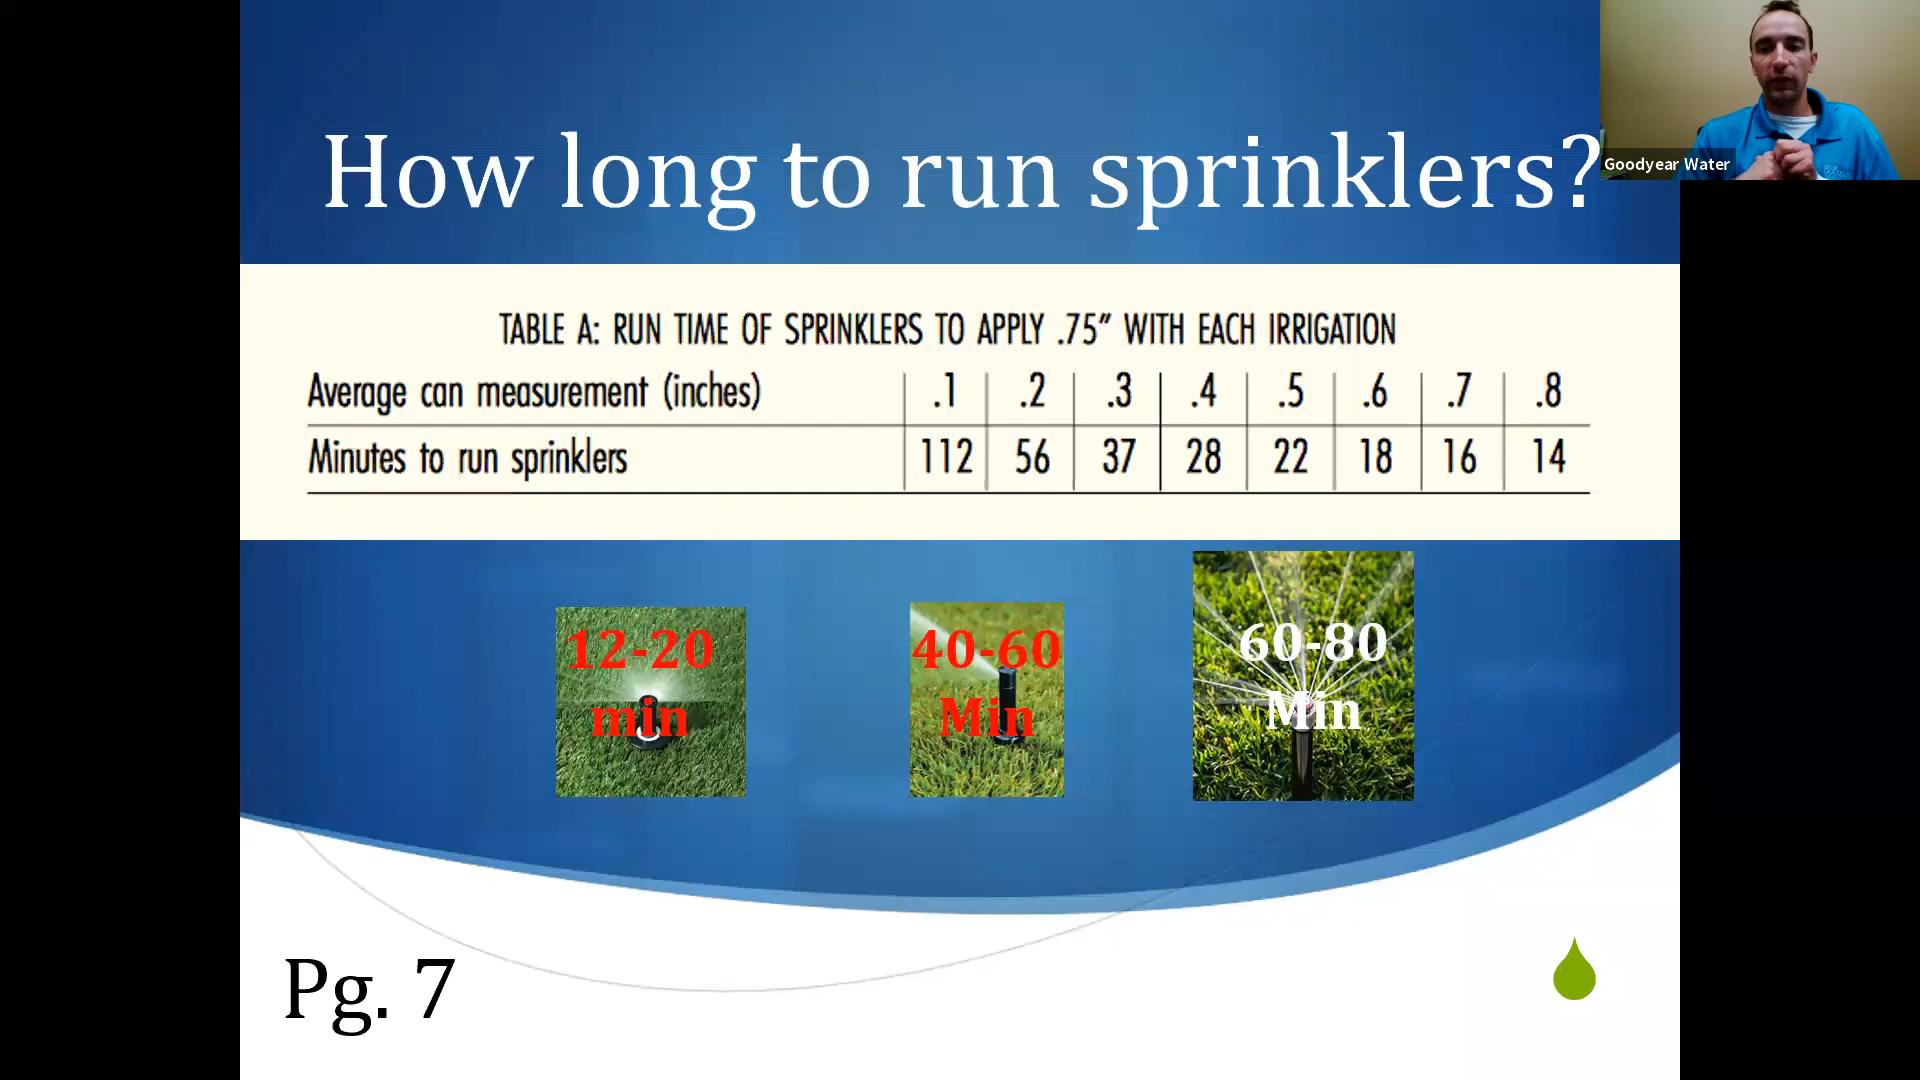 How long to run sprinklers?
Goodyear Water
TABLE A: RUN TIME OF SPRINKLERS TO APPLY .75” WITH EACH IRRIGATION
Average can measurement (inches) .1 .2 .3 .4 .5 .6 .7 .8
Minutes to run sprinklers 112 56 37 28 22 18 16 14
12-20
min
40-60
Min
60-80
Min
Pg. 7